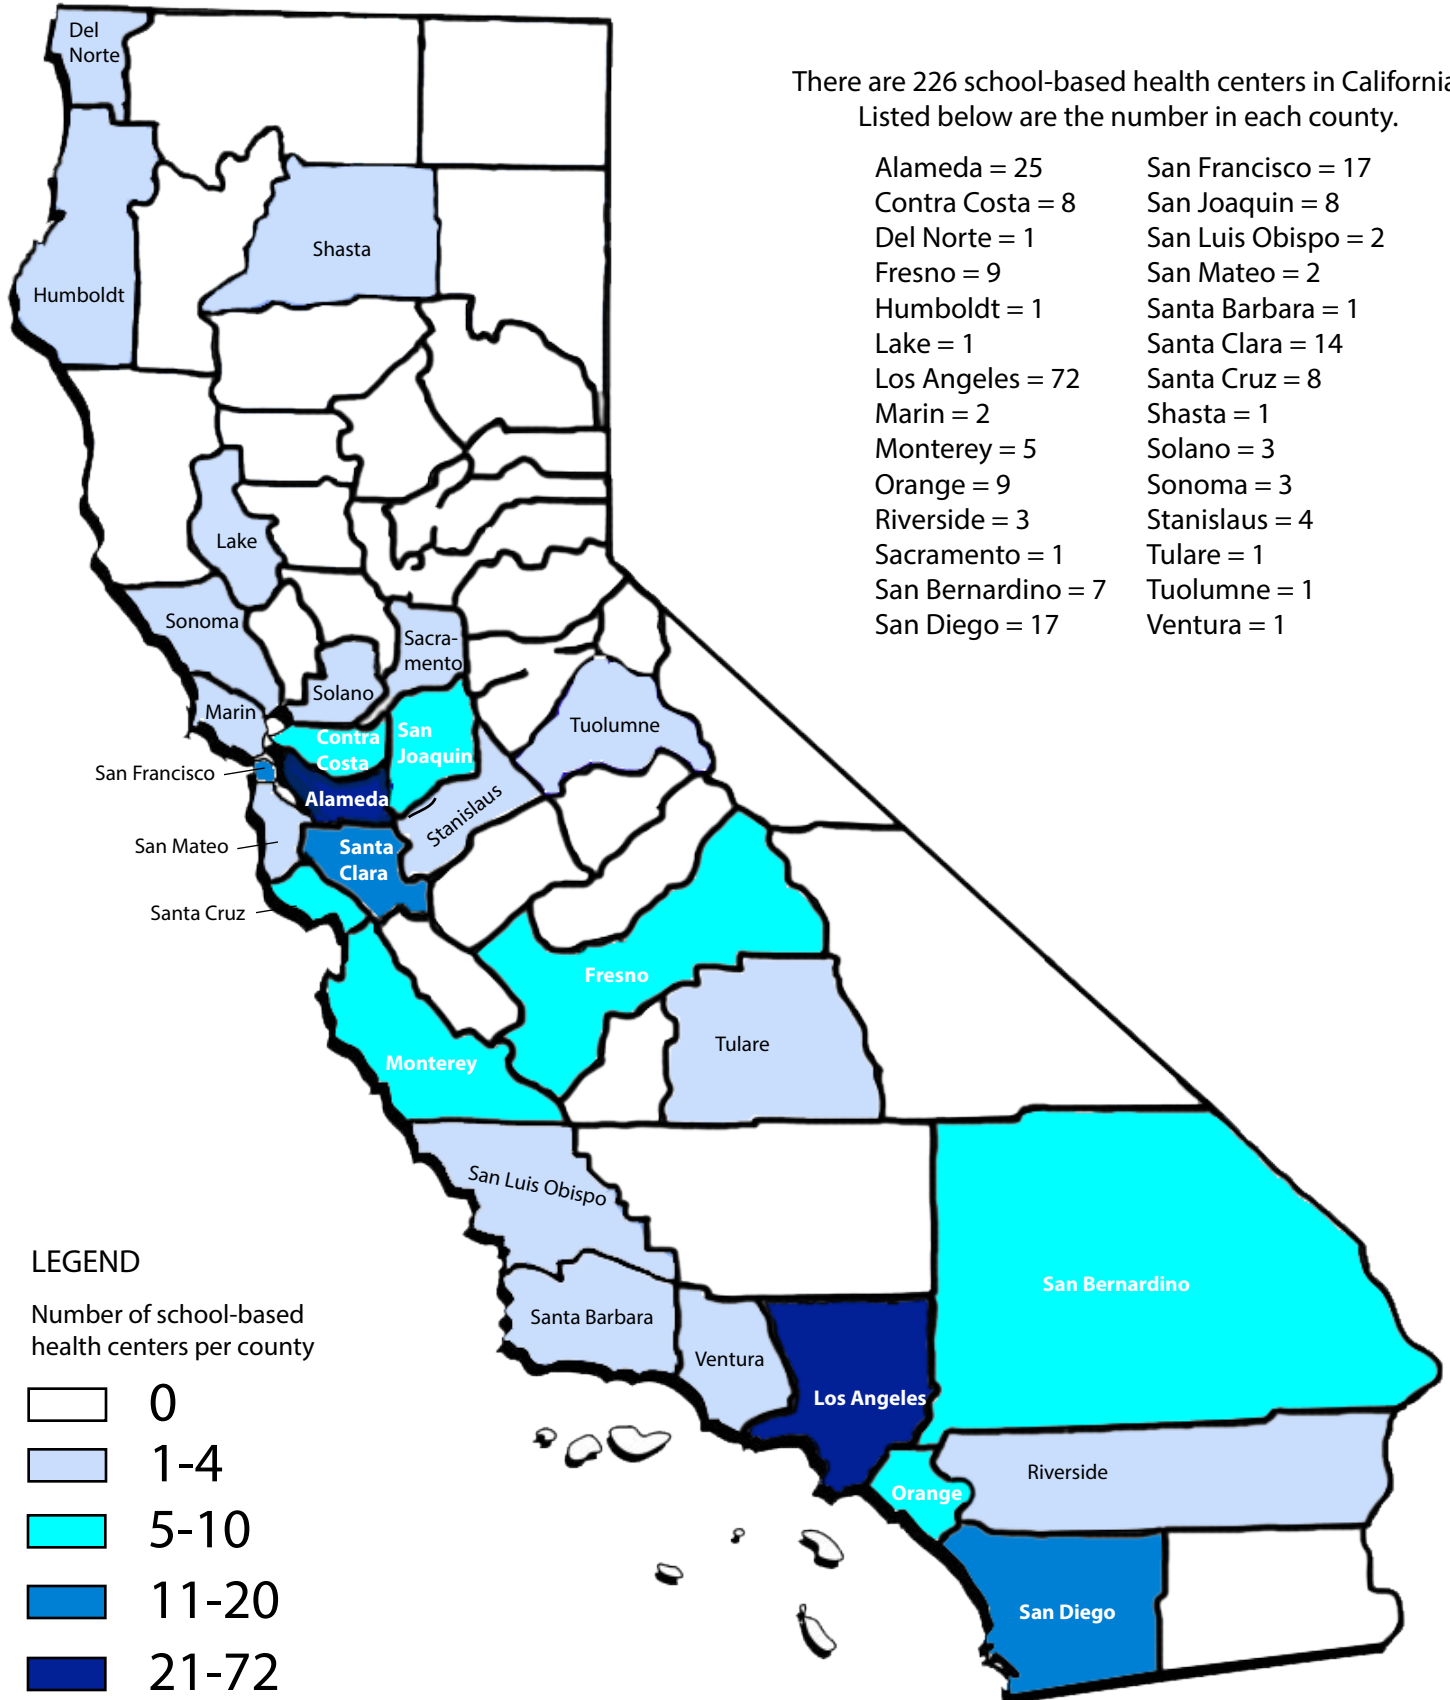 There are 226 school-based health centers in California
Listed below are the number in each county.
Alameda = 25
Contra Costa = 8
Del Norte = 1
Fresno = 9
Humboldt = 1
Lake = 1
Los Angeles = 72
Marin = 2
Monterey = 5
Orange = 9
Riverside = 3
Sacramento = 1
San Bernardino = 7
San Diego = 17
San Francisco = 17
San Joaquin = 8
San Luis Obispo = 2
San Mateo = 2
Santa Barbara = 1
Santa Clara = 14
Santa Cruz = 8
Shasta = 1
Solano = 3
Sonoma = 3
Stanislaus = 4
Tulare = 1
Tuolumne = 1
Ventura = 1
Del
Norte
Shasta
Humboldt
Lake
Sonoma
Sacra-
mento
Solano
Marin
Contra
Costa
San
Joaquin
Tuolumne
San Francisco
Alameda
Stanislaus
San Mateo
Santa
Clara
Santa Cruz
Fresno
Monterey
Tulare
San Luis Obispo
San Bernardino
Santa Barbara
Ventura
Los Angeles
Riverside
Orange
San Diego
LEGEND
Number of school-based
health centers per county
0
1-4
5-10
11-20
21-72